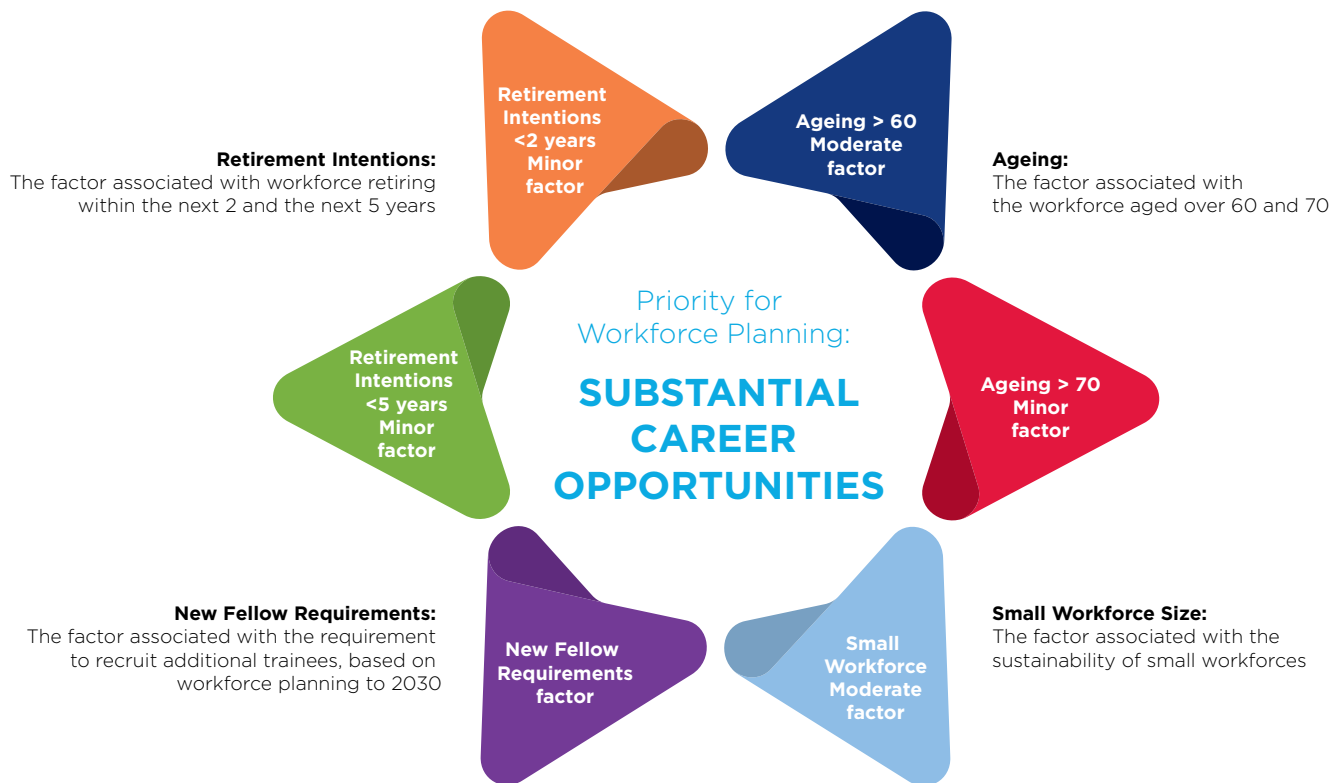 Retirement
Intentions
<2 years
Minor
factor
Ageing > 60
Moderate
factor
Retirement Intentions:
The factor associated with workforce retiring
within the next 2 and the next 5 years
Ageing:
The factor associated with
the workforce aged over 60 and 70
Priority for
Workforce Planning:
SUBSTANTIAL
CAREER
OPPORTUNITIES
Retirement
Intentions
<5 years
Minor
factor
Ageing > 70
Minor
factor
New Fellow Requirements:
The factor associated with the requirement
to recruit additional trainees, based on
workforce planning to 2030
New Fellow
Requirements
factor
Small
Workforce
Moderate
factor
Small Workforce Size:
The factor associated with the
sustainability of small workforces